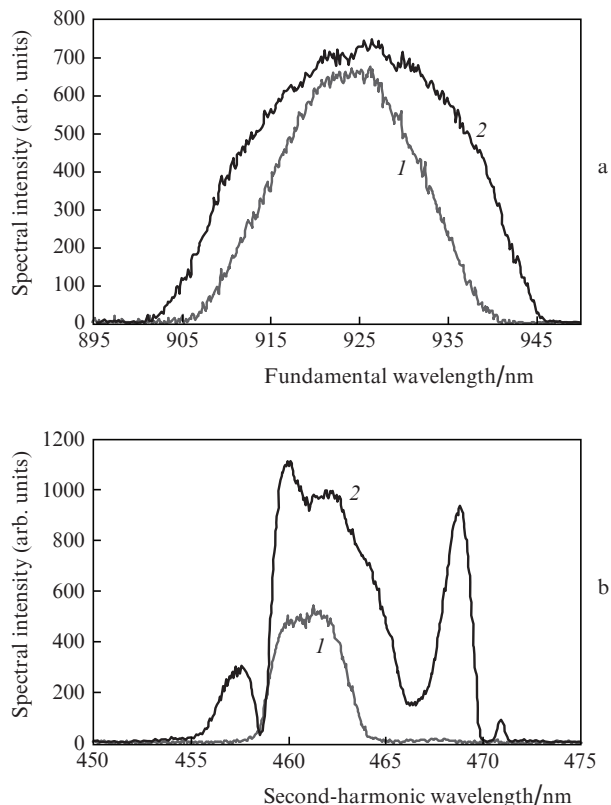 800
700
600
500
400
300
200
100
0
Spectral intensity (arb. units)
2
1
a
895 905 915 925 935 945
Fundamental wavelength/nm
1200
1000
800
600
400
200
0
Spectral intensity (arb. units)
2
1
b
450 455 460 465 470 475
Second-harmonic wavelength/nm